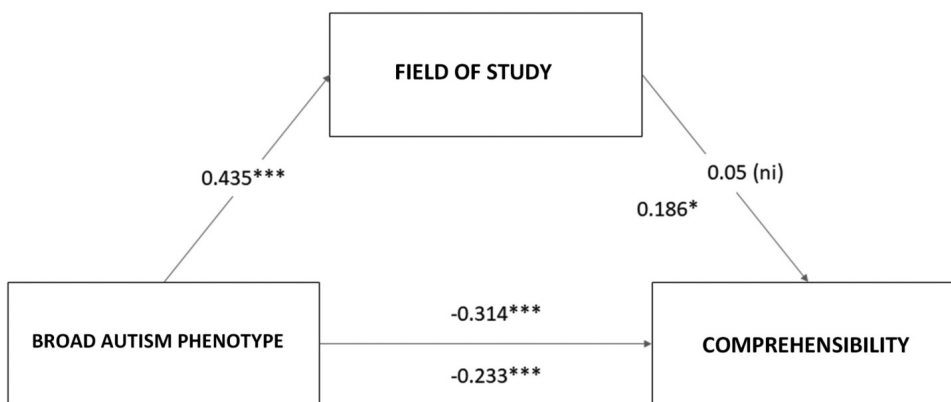 FIELD OF STUDY
0.435***
0.05 (ni)
0.186*
BROAD AUTISM PHENOTYPE
-0.314***
-0.233***
COMPREHENSIBILITY